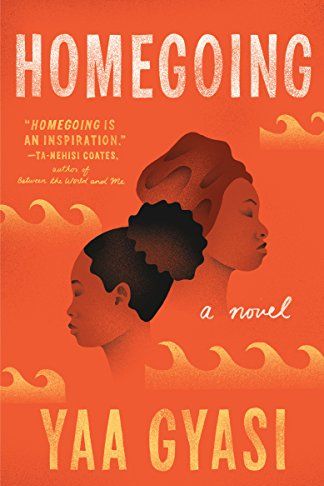 HOMEGOING
“HOMEGOING IS
AN INSPIRATION.”
—TA-NEHISI COATES,
author of
Between the World and Me
a novel
YAA GYASI